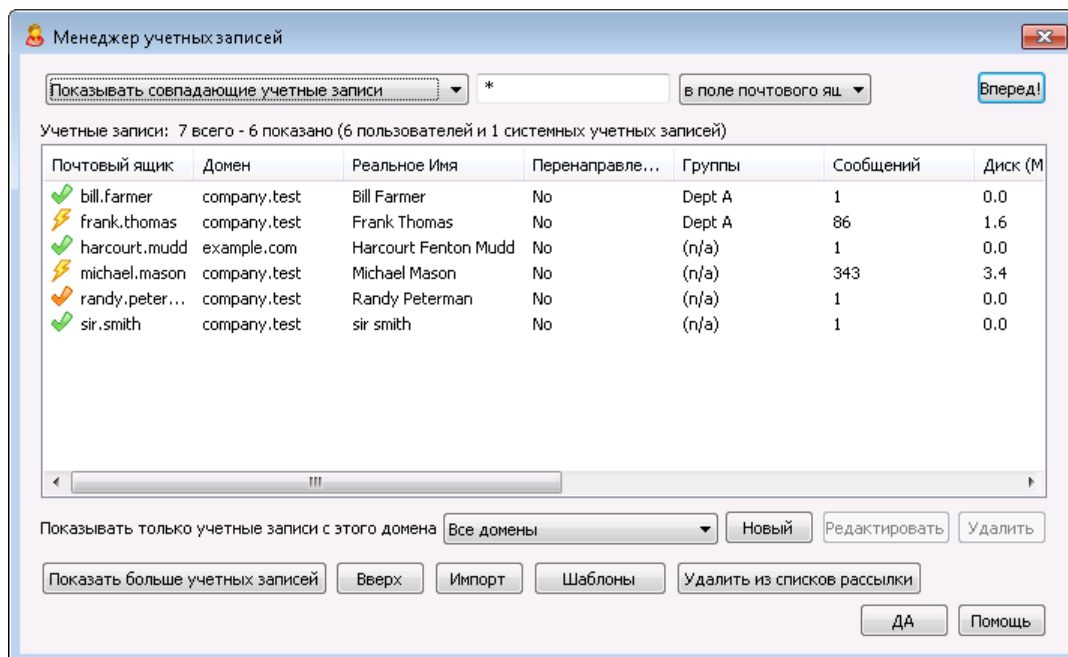 Менеджер учетных записей
Показывать совпадающие учетные записи * в поле почтового ящ Вперед!
Учетные записи: 7 всего - 6 показано (6 пользователей и 1 системных учетных записей)
Почтовый ящик Домен Реальное Имя Перенаправле... Группы Сообщений Диск (M
bill.farmer company.test Bill Farmer No Dept A 1 0.0
frank.thomas company.test Frank Thomas No Dept A 86 1.6
harcourt.mudd example.com Harcourt Fenton Mudd No (n/a) 1 0.0
michael.mason company.test Michael Mason No (n/a) 343 3.4
randy.peter... company.test Randy Peterman No (n/a) 1 0.0
sir.smith company.test sir smith No (n/a) 1 0.0
Показывать только учетные записи с этого домена Все домены Новый Редактировать Удалить
Показать больше учетных записей Вверх Импорт Шаблоны Удалить из списков рассылки
ДА Помощь